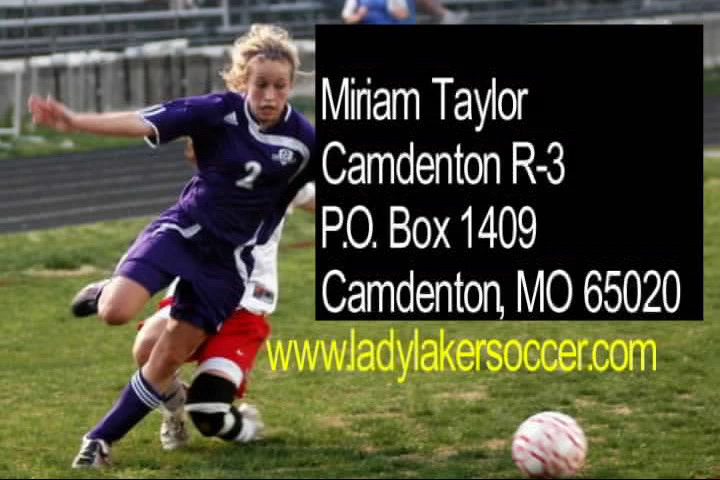 Miriam Taylor
Camdenton R-3
P.O. Box 1409
Camdenton, MO 65020
www.ladylakersoccer.com
2